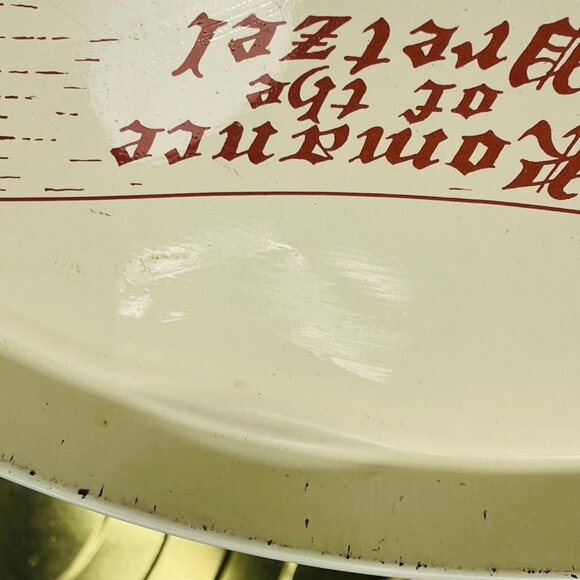 Romance
of the
Pretzel